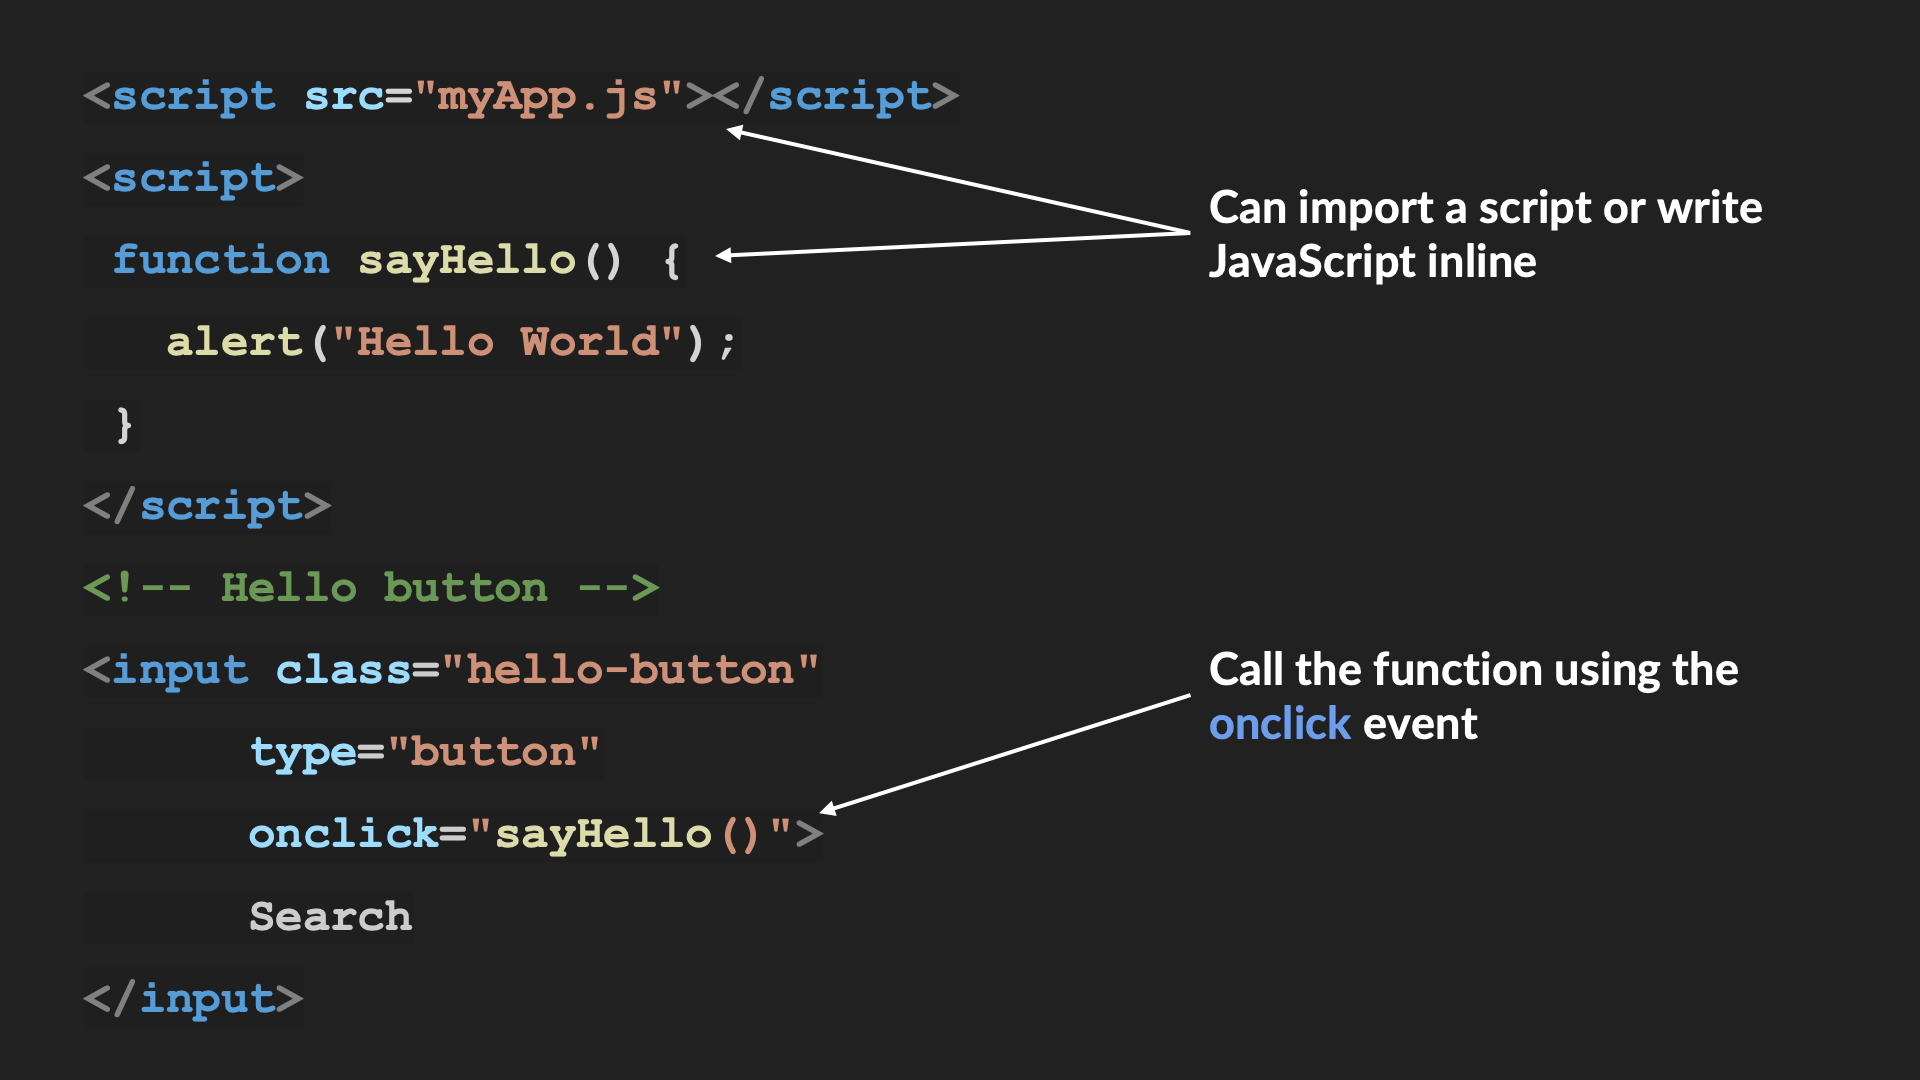 <script src="myApp.js"></script>
<script>
function sayHello() {
alert("Hello World");
}
</script>
<!-- Hello button -->
<input class="hello-button"
type="button"
onclick="sayHello()">
Search
</input>
Can import a script or write
JavaScript inline
Call the function using the
onclick event